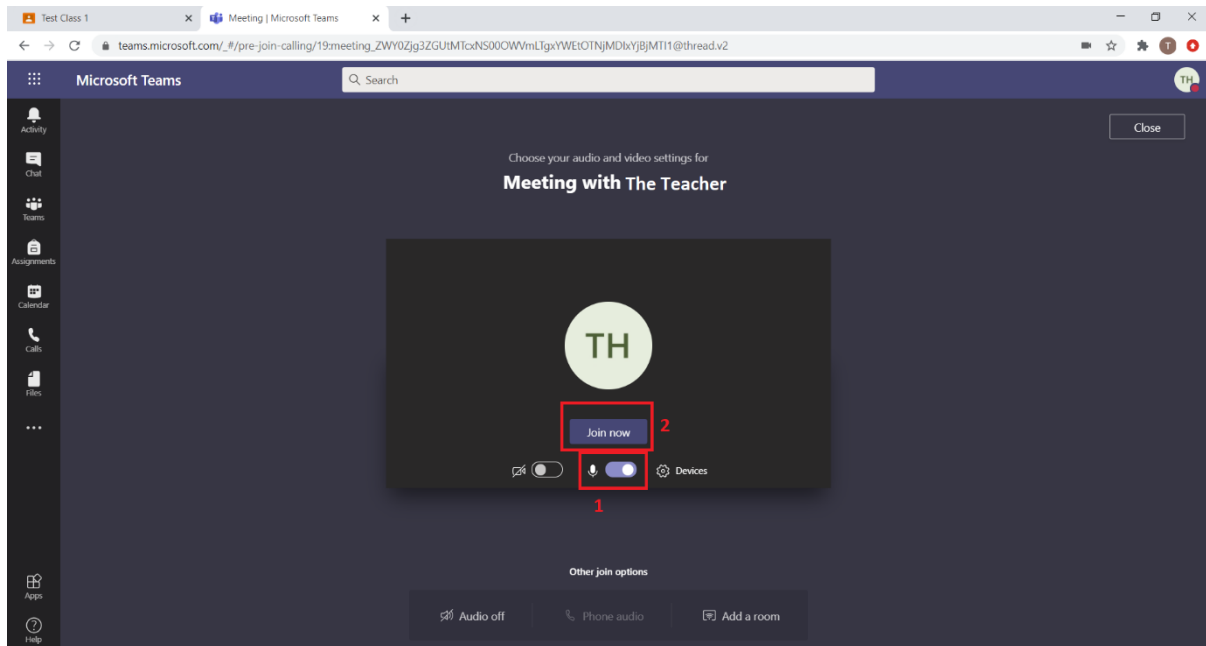 Test Class 1
Meeting | Microsoft Teams
teams.microsoft.com/_#/pre-join-calling/19:meeting_ZWY0Zjg3ZGUtMTcxNS00OWVmLTgxYWEtOTNjMDIxYjBjMTI1@thread.v2
T
Microsoft Teams
Search
TH
Activity
Chat
Teams
Assignments
Calendar
Calls
Files
Apps
Help
Close
Choose your audio and video settings for
Meeting with The Teacher
TH
Join now
2
Devices
1
Other join options
Audio off
Phone audio
Add a room